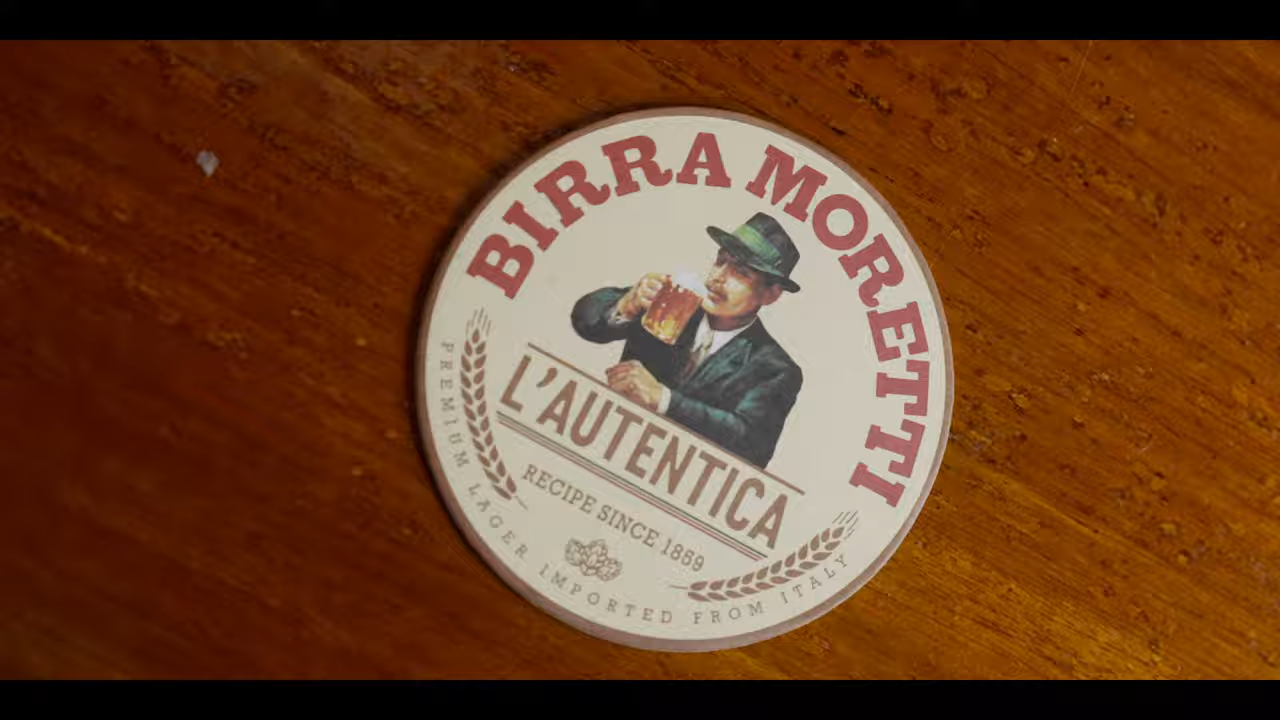 BIRRA MORETTI
L'AUTENTICA
RECIPE SINCE 1859
PREMIUM LAGER IMPORTED FROM ITALY